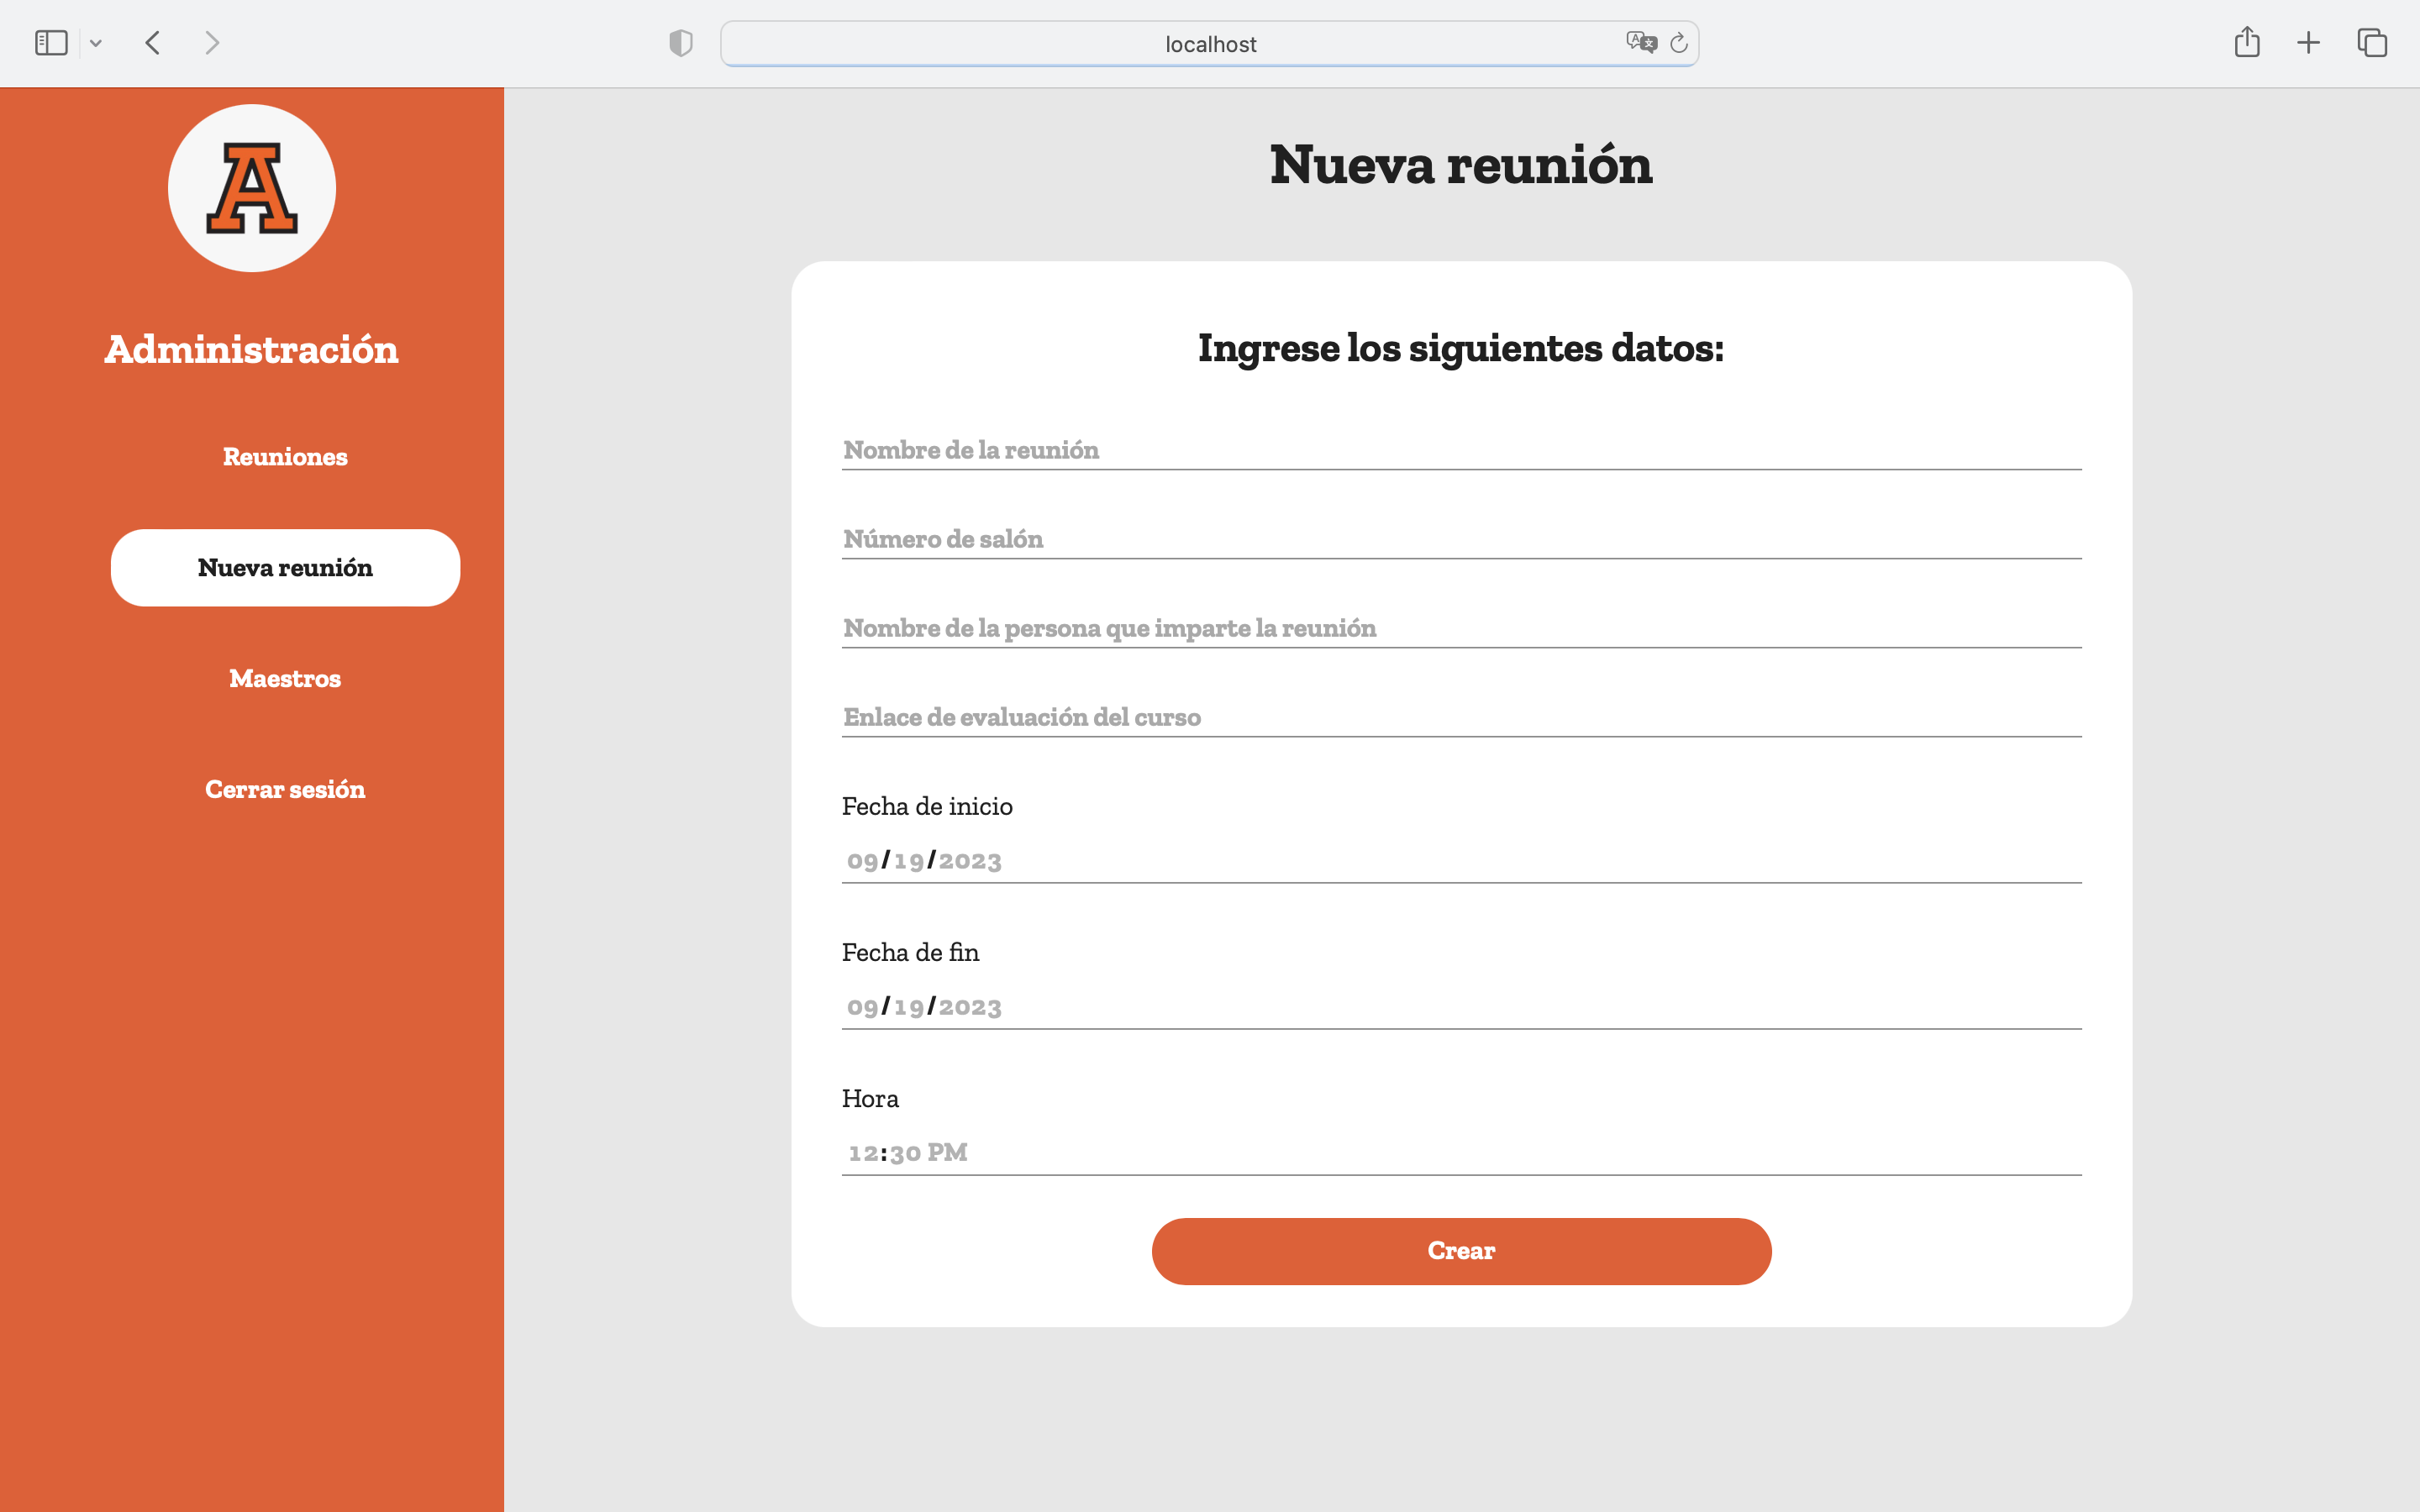 localhost
A
Administración
Reuniones
Nueva reunión
Maestros
Cerrar sesión
Nueva reunión
Ingrese los siguientes datos:
Nombre de la reunión
Número de salón
Nombre de la persona que imparte la reunión
Enlace de evaluación del curso
Fecha de inicio
09/19/2023
Fecha de fin
09/19/2023
Hora
12:30 PM
Crear